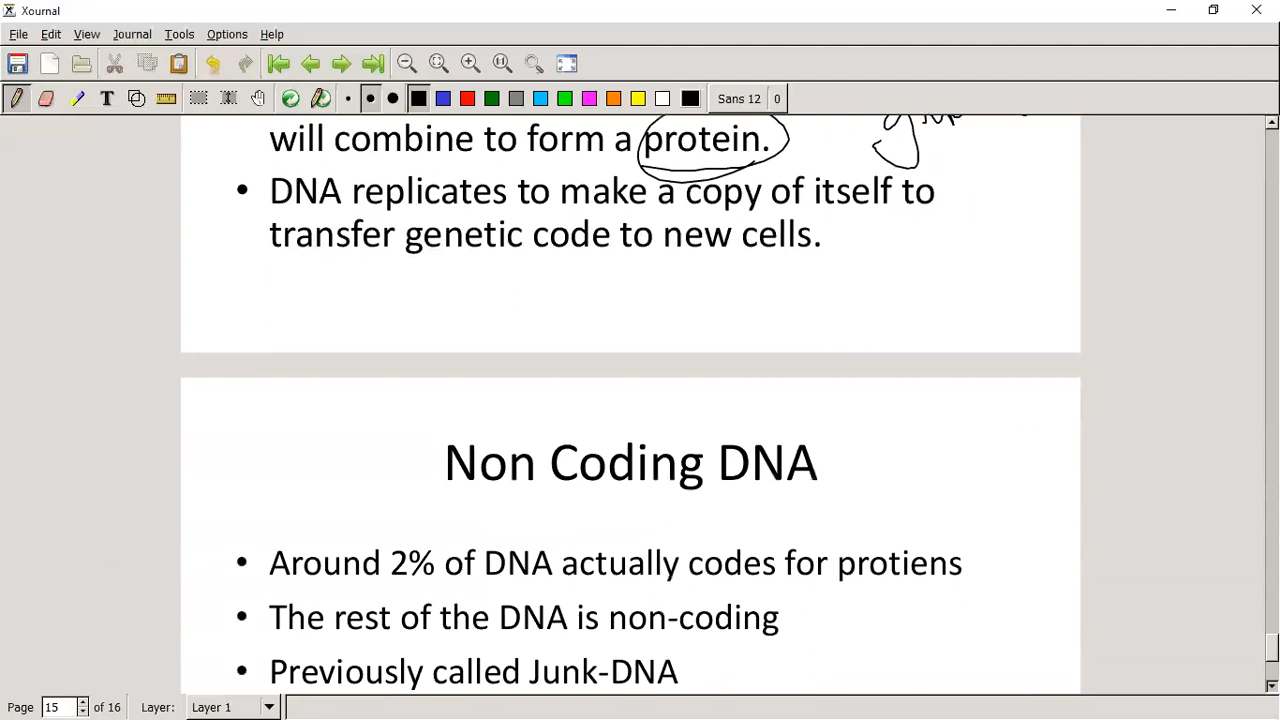 Xournal
File Edit View Journal Tools Options Help
Sans 12 0
will combine to form a protein.
• DNA replicates to make a copy of itself to
transfer genetic code to new cells.
Non Coding DNA
• Around 2% of DNA actually codes for protiens
• The rest of the DNA is non-coding
• Previously called Junk-DNA
Page 15 of 16 Layer: Layer 1